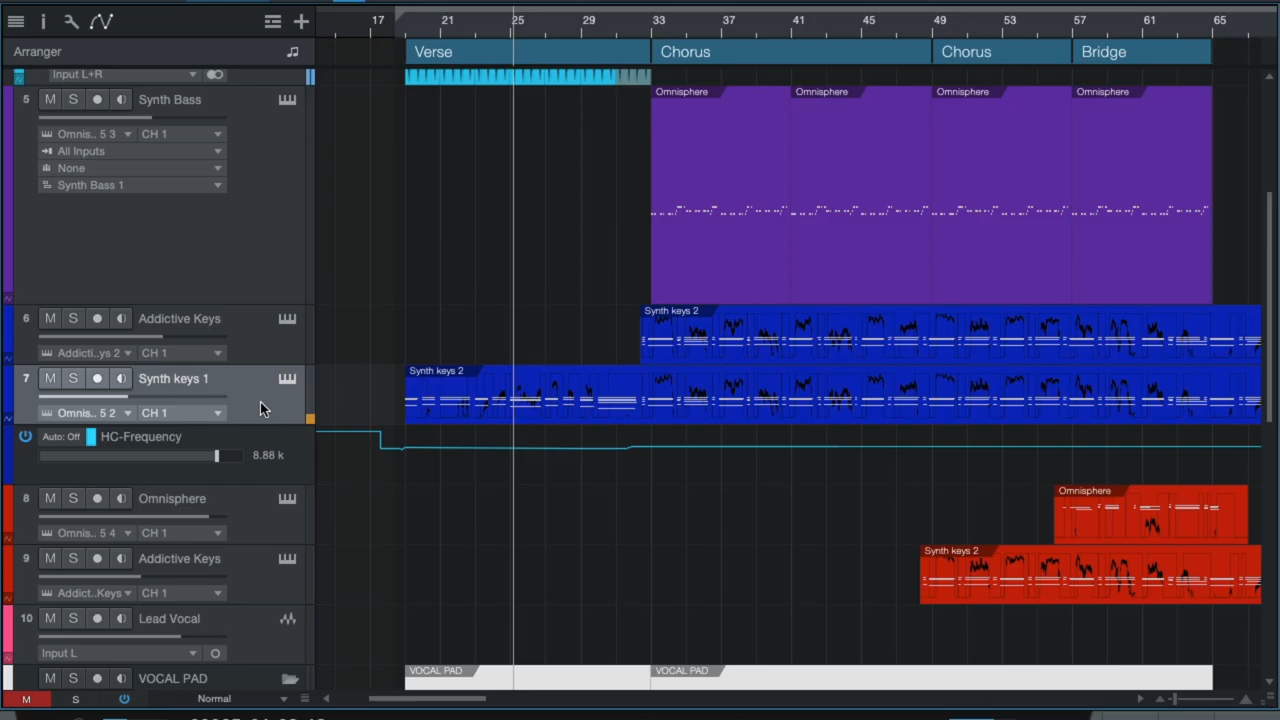 17 21 25 29 33 37 41 45 49 53 57 61 65
Arranger
Verse Chorus Chorus Bridge
Input L+R
5 M S Synth Bass
Omnisphere Omnisphere Omnisphere Omnisphere
Omnis.. 5 3 CH 1
All Inputs
None
Synth Bass 1
6 M S Addictive Keys
Synth keys 2
Addicti..ys 2 CH 1
7 M S Synth keys 1
Synth keys 2
Omnis.. 5 2 CH 1
Auto: Off HC-Frequency
8.88 k
8 M S Omnisphere
Omnisphere
Omnis.. 5 4 CH 1
9 M S Addictive Keys
Synth keys 2
Addict..Keys CH 1
10 M S Lead Vocal
Input L
M S VOCAL PAD
VOCAL PAD VOCAL PAD
M S Normal